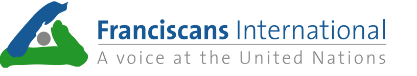 Franciscans International
A voice at the United Nations